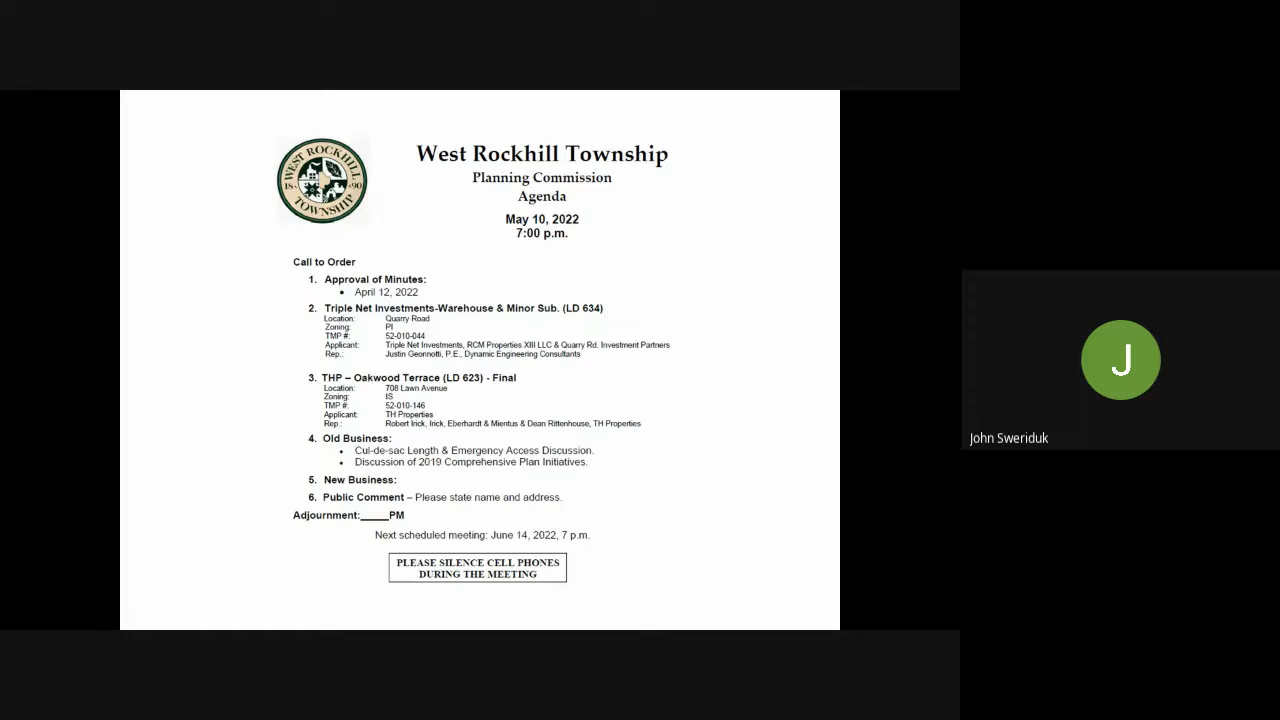 WEST ROCKHILL
18 90
TOWNSHIP
West Rockhill Township
Planning Commission
Agenda
May 10, 2022
7:00 p.m.
Call to Order
1. Approval of Minutes:
• April 12, 2022
2. Triple Net Investments-Warehouse & Minor Sub. (LD 634)
Location: Quarry Road
Zoning: PI
TMP #: 52-010-044
Applicant: Triple Net Investments, RCM Properties XIII LLC & Quarry Rd. Investment Partners
Rep.: Justin Geonnotti, P.E., Dynamic Engineering Consultants
3. THP – Oakwood Terrace (LD 623) - Final
Location: 708 Lawn Avenue
Zoning: IS
TMP #: 52-010-146
Applicant: TH Properties
Rep.: Robert Irick, Irick, Eberhardt & Mientus & Dean Rittenhouse, TH Properties
4. Old Business:
• Cul-de-sac Length & Emergency Access Discussion.
• Discussion of 2019 Comprehensive Plan Initiatives.
5. New Business:
6. Public Comment – Please state name and address.
Adjournment:_____PM
Next scheduled meeting: June 14, 2022, 7 p.m.
PLEASE SILENCE CELL PHONES
DURING THE MEETING
J
John Sweriduk